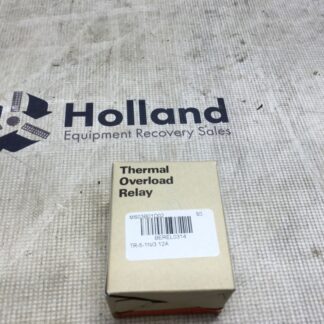 Holland
Equipment Recovery Sales
Thermal
Overload
Relay
TR-5-1N/3 12A